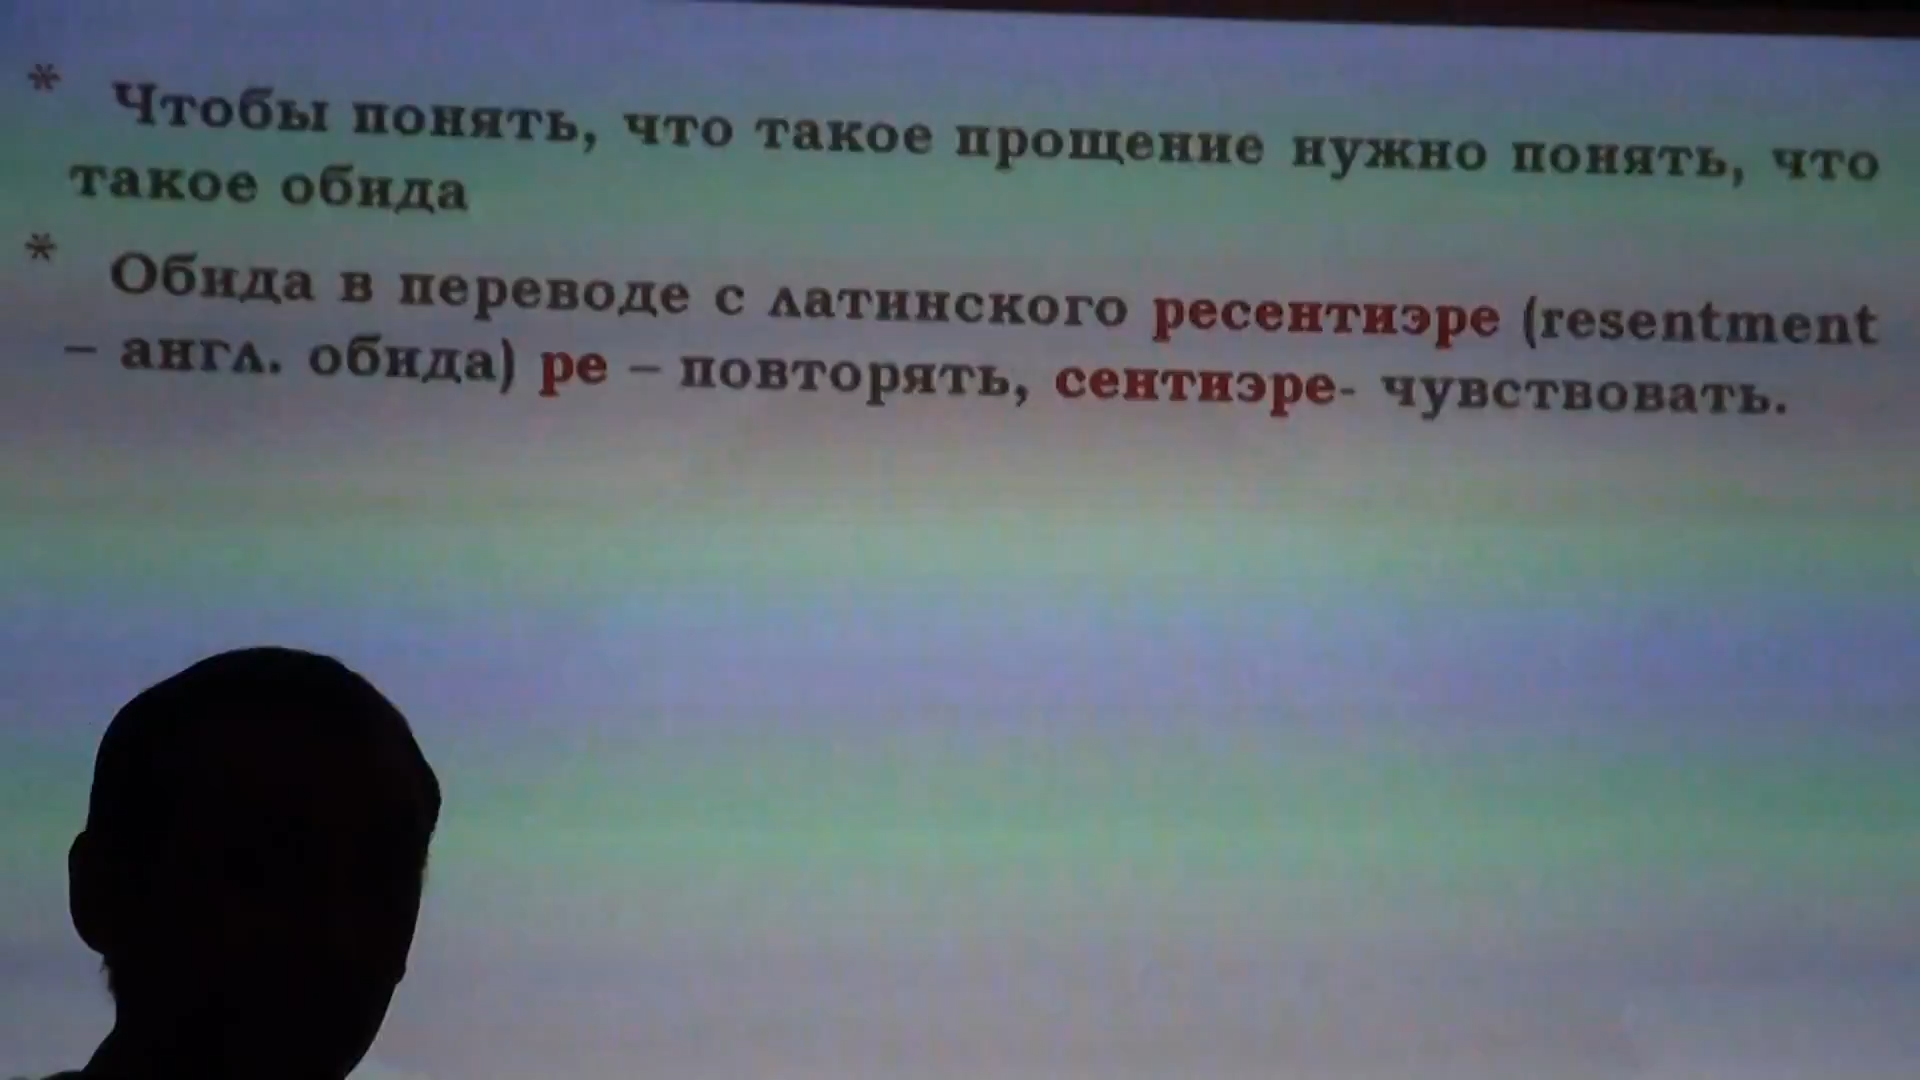 * Чтобы понять, что такое прощение нужно понять, что
такое обида
* Обида в переводе с латинского ресентиэре (resentment
– англ. обида) ре – повторять, сентиэре- чувствовать.